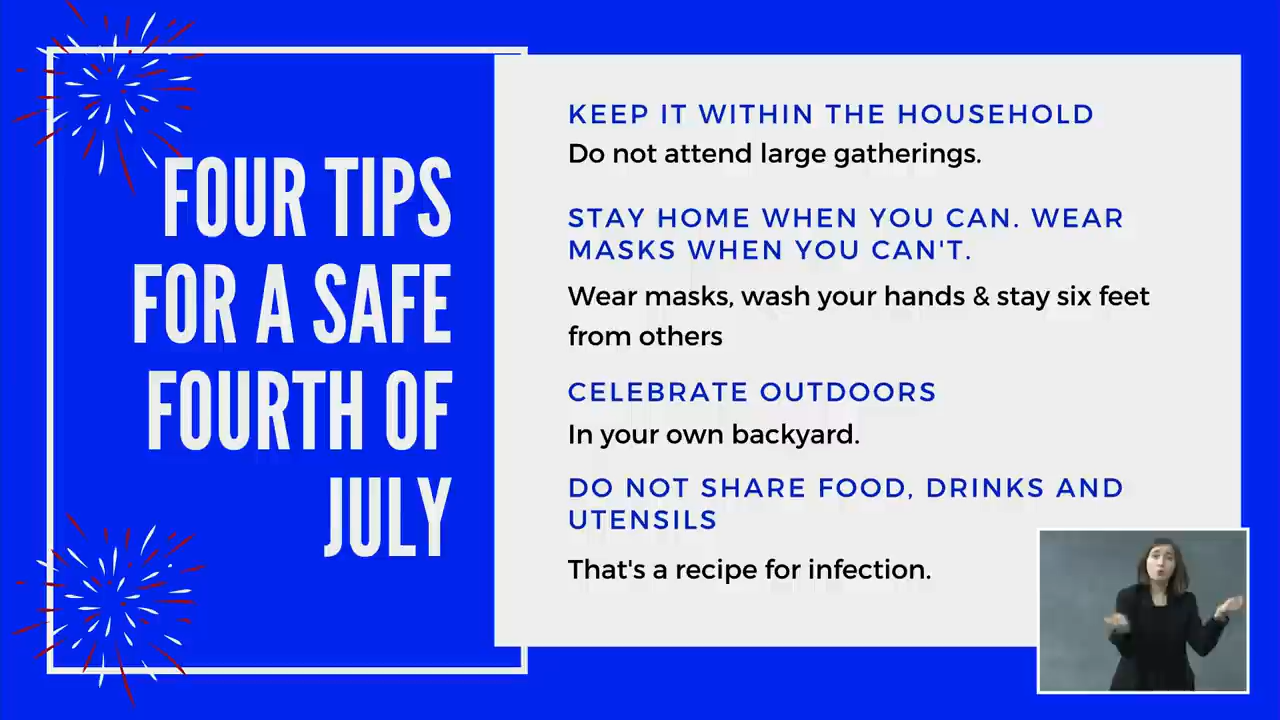 FOUR TIPS
FOR A SAFE
FOURTH OF
JULY
KEEP IT WITHIN THE HOUSEHOLD
Do not attend large gatherings.
STAY HOME WHEN YOU CAN. WEAR
MASKS WHEN YOU CAN'T.
Wear masks, wash your hands & stay six feet
from others
CELEBRATE OUTDOORS
In your own backyard.
DO NOT SHARE FOOD, DRINKS AND
UTENSILS
That's a recipe for infection.